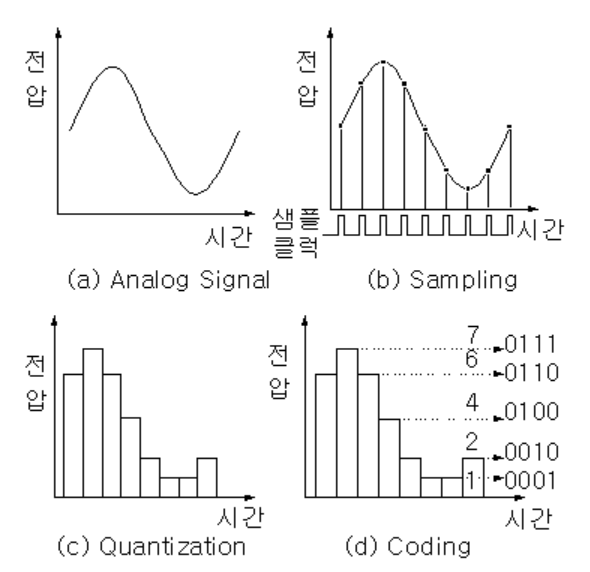 전압
시간
(a) Analog Signal
전압
샘플클럭
시간
(b) Sampling
전압
시간
(c) Quantization
전압
7
0111
6
0110
4
0100
2
0010
1
0001
시간
(d) Coding